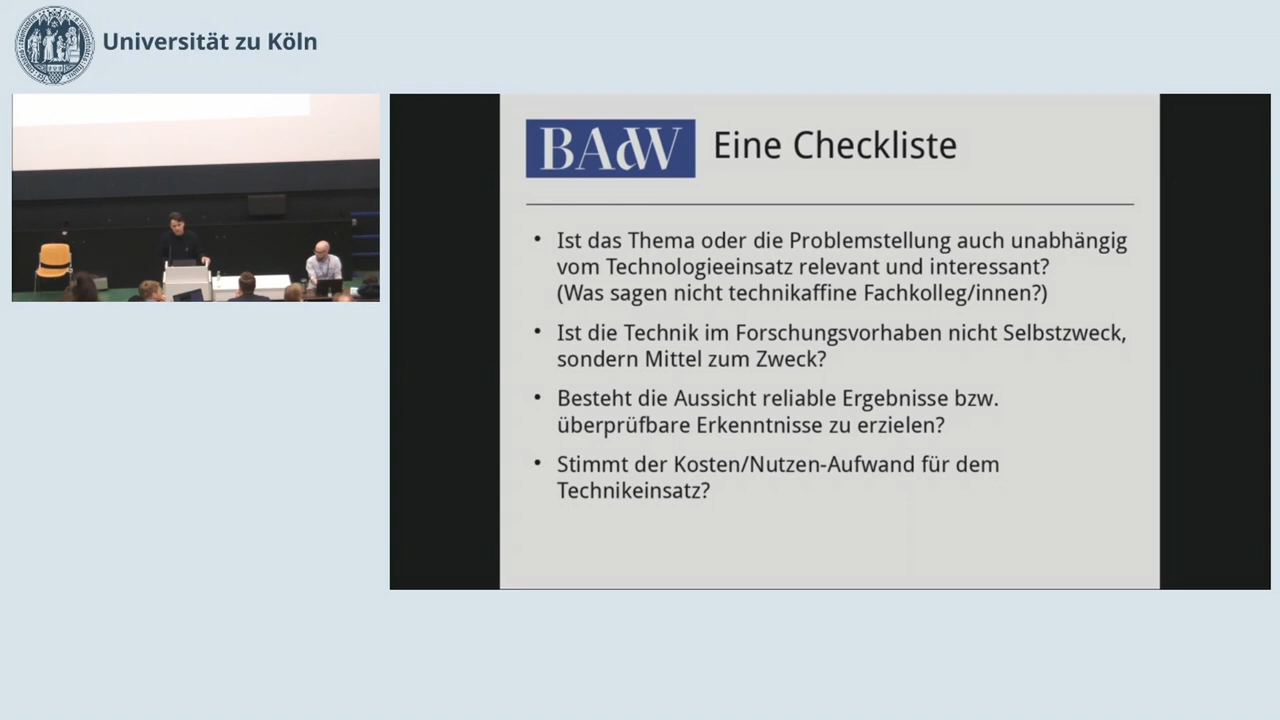 Universität zu Köln
BAdW
Eine Checkliste
• Ist das Thema oder die Problemstellung auch unabhängig
vom Technologieeinsatz relevant und interessant?
(Was sagen nicht technikaffine Fachkolleg/innen?)
• Ist die Technik im Forschungsvorhaben nicht Selbstzweck,
sondern Mittel zum Zweck?
• Besteht die Aussicht reliable Ergebnisse bzw.
überprüfbare Erkenntnisse zu erzielen?
• Stimmt der Kosten/Nutzen-Aufwand für dem
Technikeinsatz?